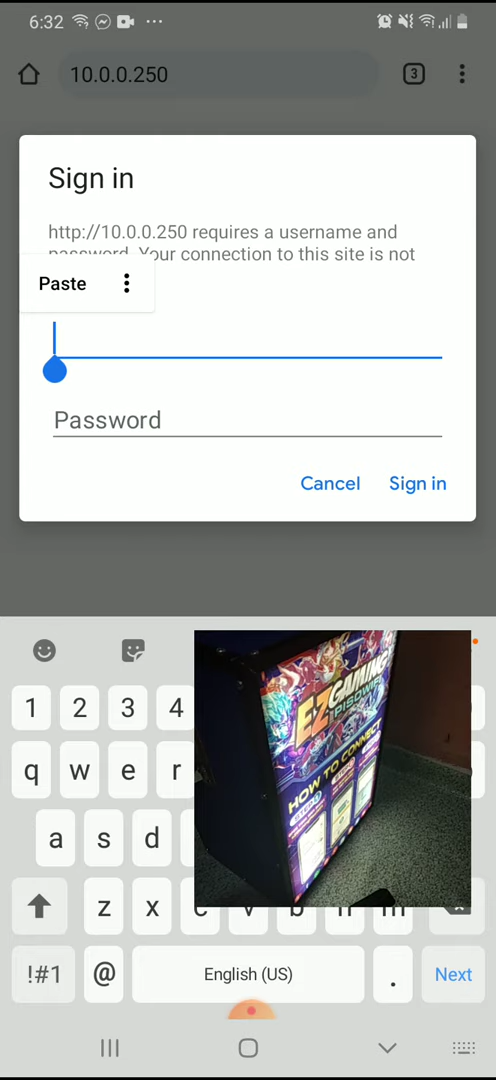 6:32
10.0.0.250
3
Sign in
http://10.0.0.250 requires a username and
password. Your connection to this site is not
Paste
Password
Cancel Sign in
1 2 3 4
q w e r
a s d
z x c v b n m
!#1 @ English (US) . Next
EZ GAMING
PISOWIFI
HOW TO CONNECT